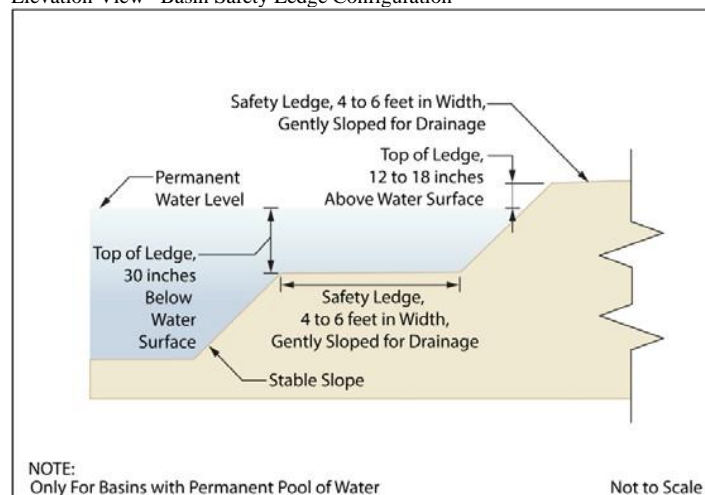 Elevation View - Basin Safety Ledge Configuration
Safety Ledge, 4 to 6 feet in Width,
Gently Sloped for Drainage
Top of Ledge,
12 to 18 inches
Above Water Surface
Permanent
Water Level
Top of Ledge,
30 inches
Below
Water
Surface
Safety Ledge,
4 to 6 feet in Width,
Gently Sloped for Drainage
Stable Slope
NOTE:
Only For Basins with Permanent Pool of Water
Not to Scale